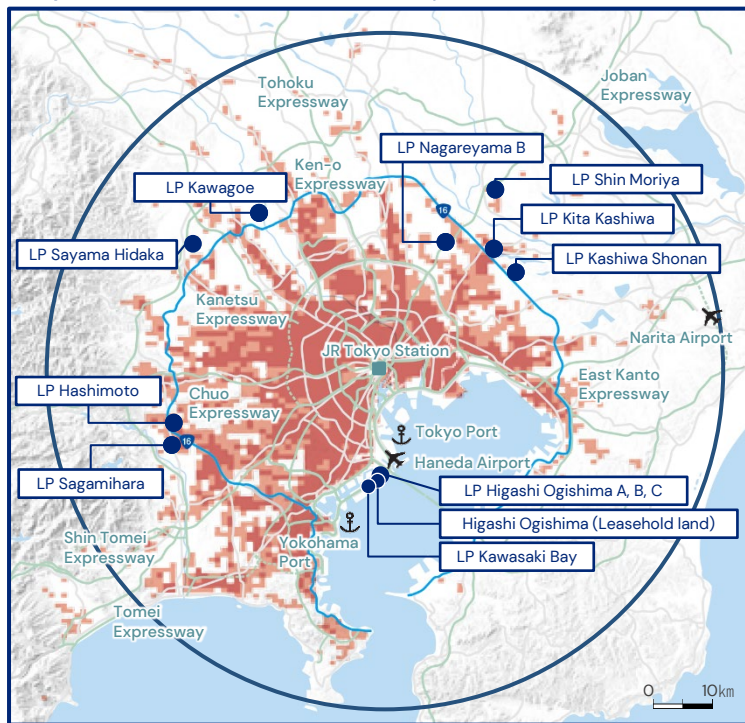 Tohoku
Expressway
Joban
Expressway
LP Nagareyama B
Ken-o
Expressway
LP Shin Moriya
LP Kawagoe
16
LP Kita Kashiwa
LP Sayama Hidaka
LP Kashiwa Shonan
Kanetsu
Expressway
Narita Airport
JR Tokyo Station
East Kanto
Expressway
LP Hashimoto
Chuo
Expressway
Tokyo Port
16
Haneda Airport
LP Sagamihara
LP Higashi Ogishima A, B, C
Higashi Ogishima (Leasehold land)
Shin Tomei
Expressway
Yokohama
Port
LP Kawasaki Bay
Tomei
Expressway
0 10km